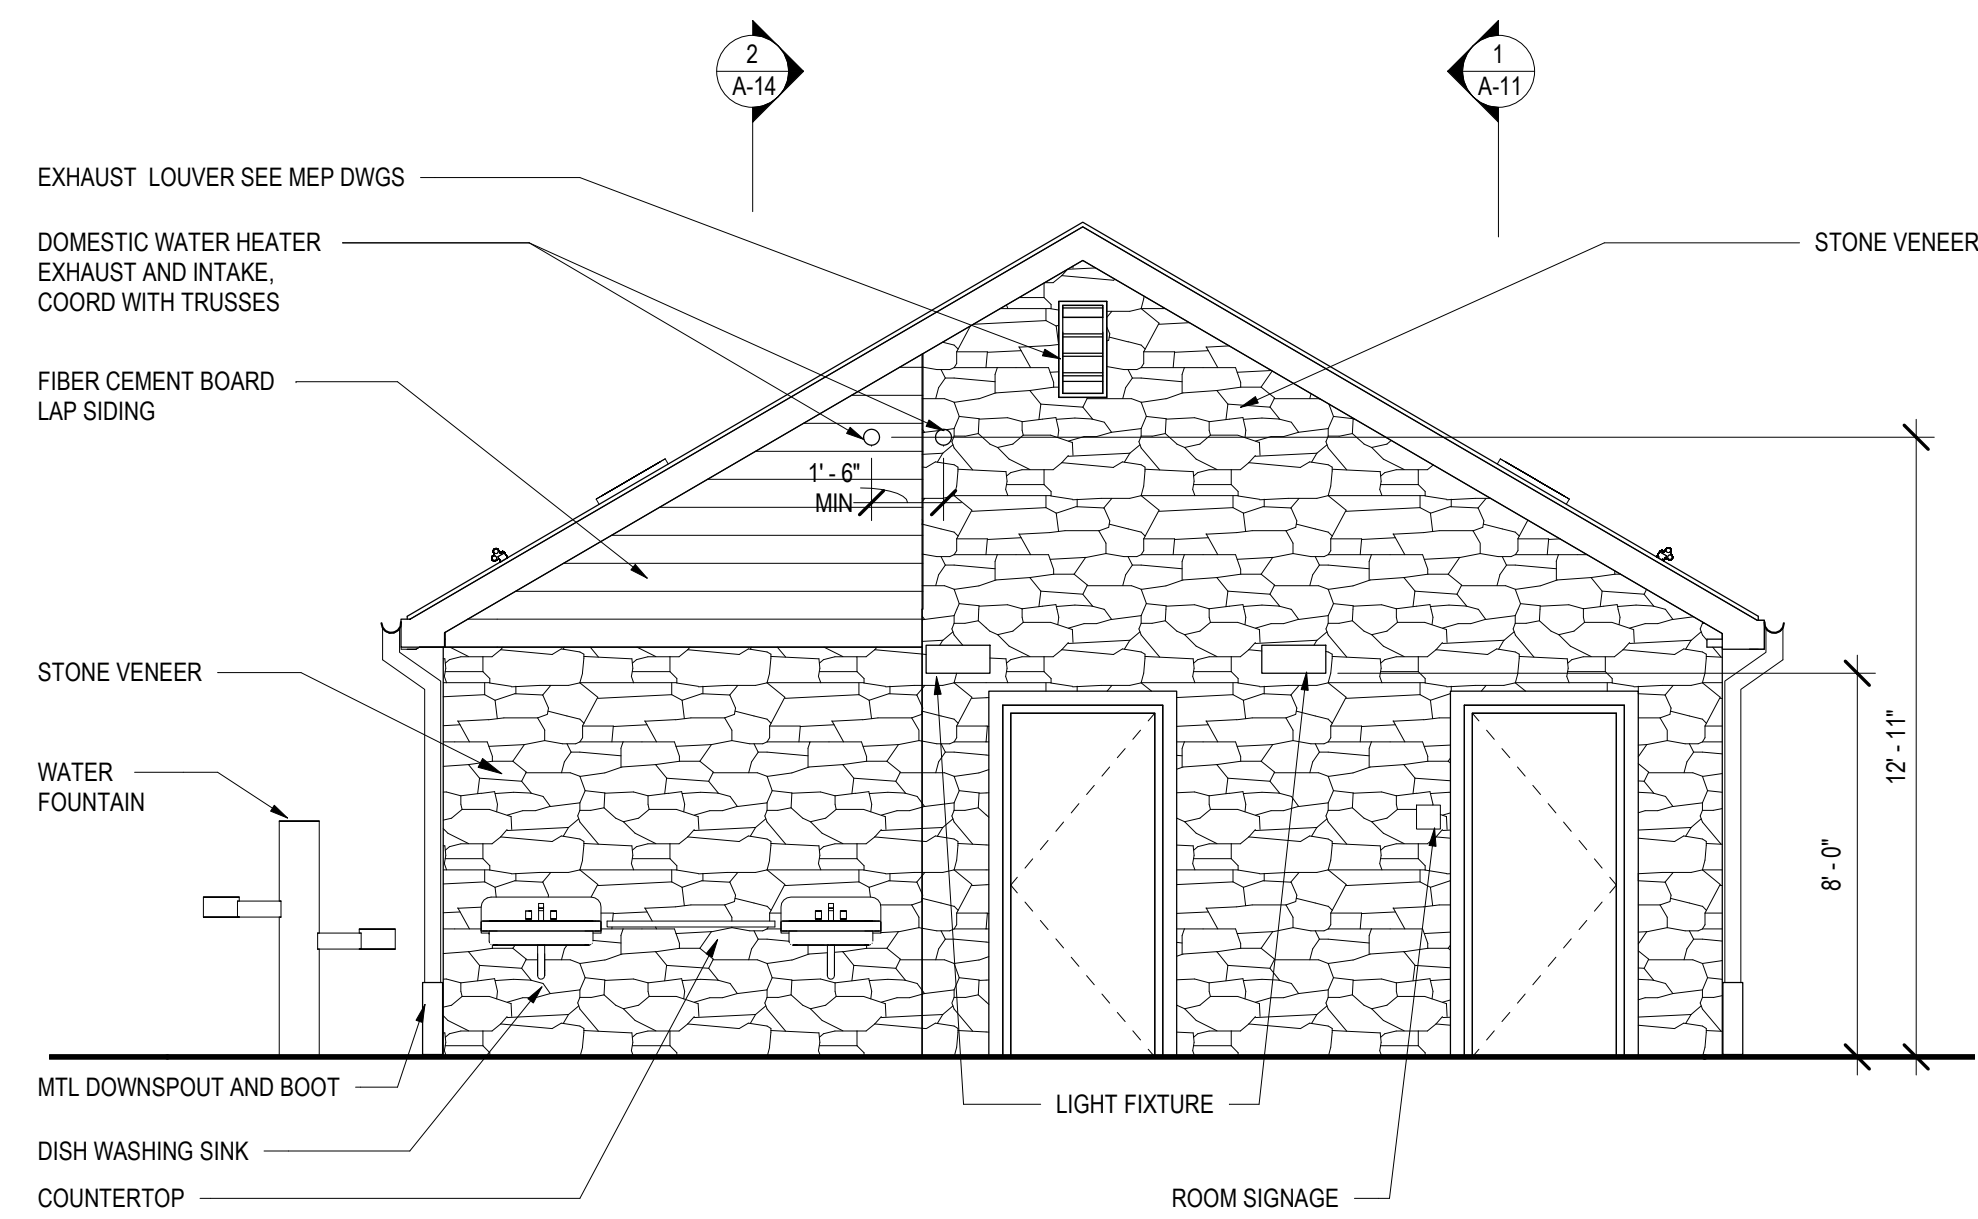 2
A-14
1
A-11
EXHAUST LOUVER SEE MEP DWGS
DOMESTIC WATER HEATER
EXHAUST AND INTAKE,
COORD WITH TRUSSES
STONE VENEER
FIBER CEMENT BOARD
LAP SIDING
1' - 6"
MIN
STONE VENEER
WATER
FOUNTAIN
12' - 11"
8' - 0"
MTL DOWNSPOUT AND BOOT
LIGHT FIXTURE
DISH WASHING SINK
COUNTERTOP
ROOM SIGNAGE